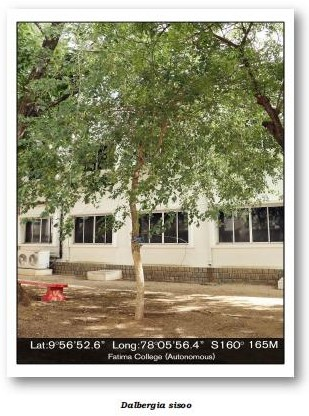 Lat:9°56'52.6" Long:78°05'56.4" S160° 165M
Fatima College (Autonomous)
Dalbergia sisoo